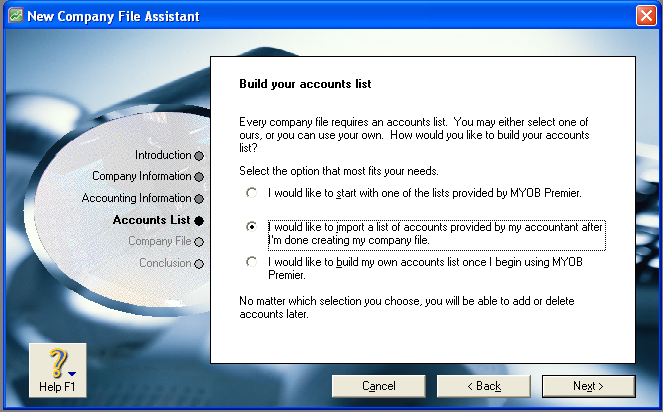 New Company File Assistant
Build your accounts list
Every company file requires an accounts list.  You may either select one of
ours, or you can use your own.  How would you like to build your accounts
list?
Select the option that most fits your needs.
I would like to start with one of the lists provided by MYOB Premier.
I would like to import a list of accounts provided by my accountant after
I'm done creating my company file.
I would like to build my own accounts list once I begin using MYOB
Premier.
No matter which selection you choose, you will be able to add or delete
accounts later.
Introduction
Company Information
Accounting Information
Accounts List
Company File
Conclusion
Help F1
Cancel
< Back
Next >